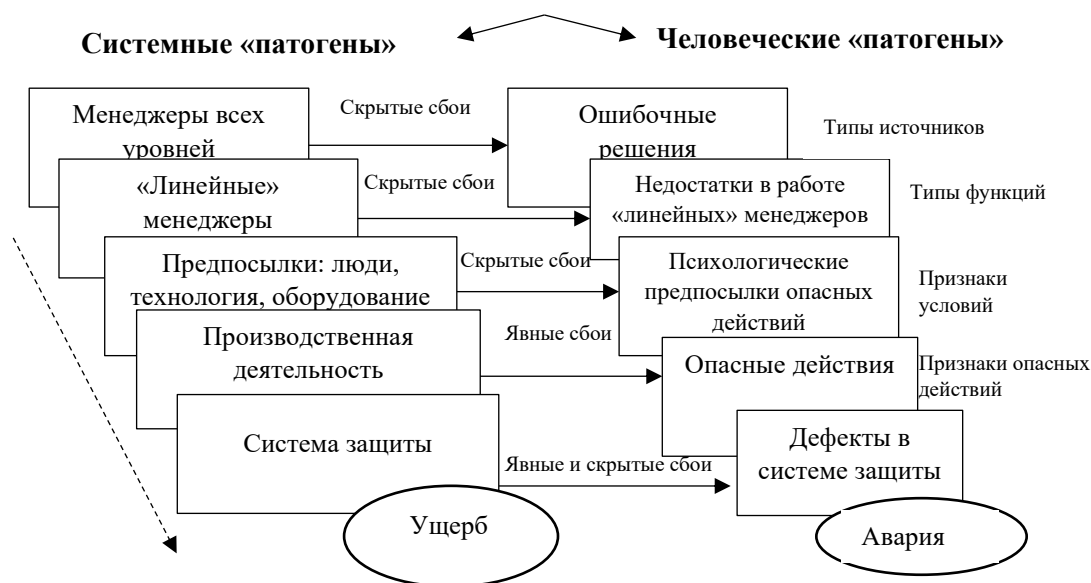 Системные «патогены»
Человеческие «патогены»
Менеджеры всех
уровней
Скрытые сбои
Ошибочные
решения
Типы источников
«Линейные»
менеджеры
Скрытые сбои
Недостатки в работе
«линейных» менеджеров
Типы функций
Предпосылки: люди,
технология, оборудование
Скрытые сбои
Психологические
предпосылки опасных
действий
Признаки
условий
Производственная
деятельность
Явные сбои
Опасные действия
Признаки опасных
действий
Система защиты
Явные и скрытые сбои
Дефекты в
системе защиты
Ущерб
Авария